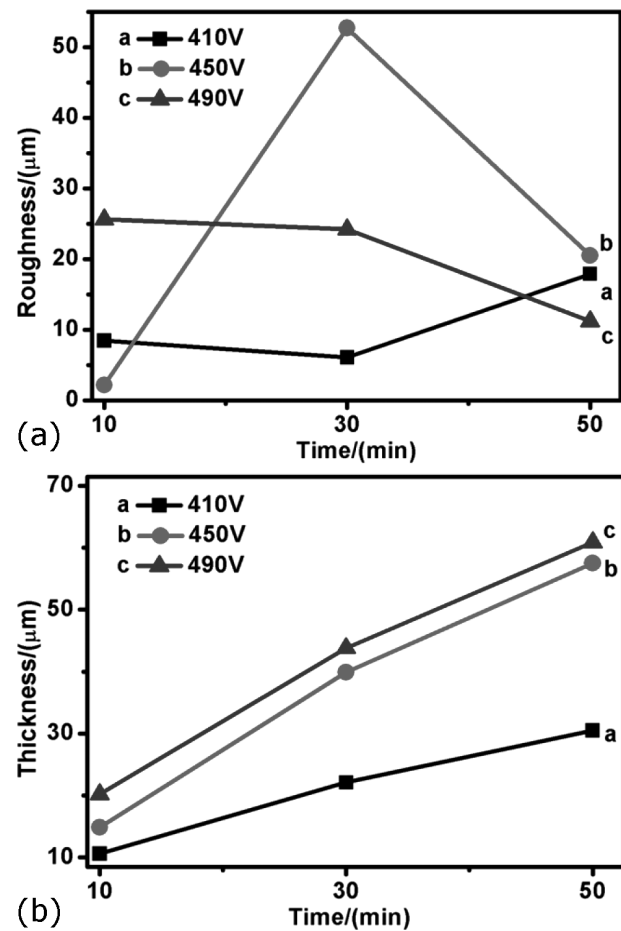 a 410V
b 450V
c 490V
Roughness/(μm)
50
40
30
20
10
0
b
a
c
10 30 50
Time/(min)
(a)
a 410V
b 450V
c 490V
Thickness/(μm)
70
50
30
10
c
b
a
10 30 50
Time/(min)
(b)